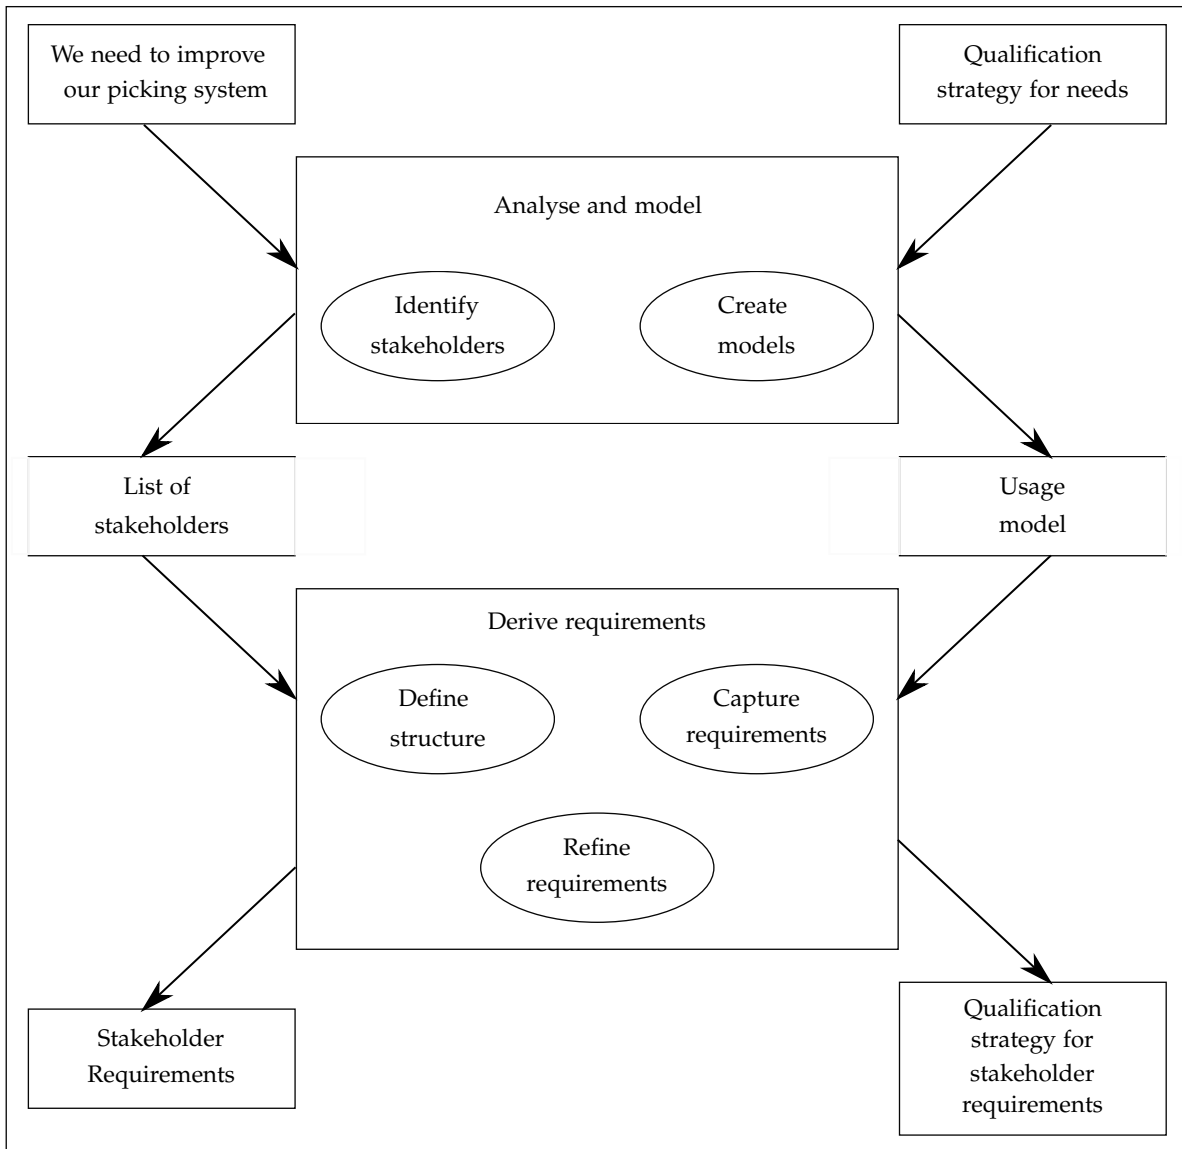 We need to improve
our picking system
Qualification
strategy for needs
Analyse and model
Identify
stakeholders
Create
models
List of
stakeholders
Usage
model
Derive requirements
Define
structure
Capture
requirements
Refine
requirements
Stakeholder
Requirements
Qualification
strategy for
stakeholder
requirements